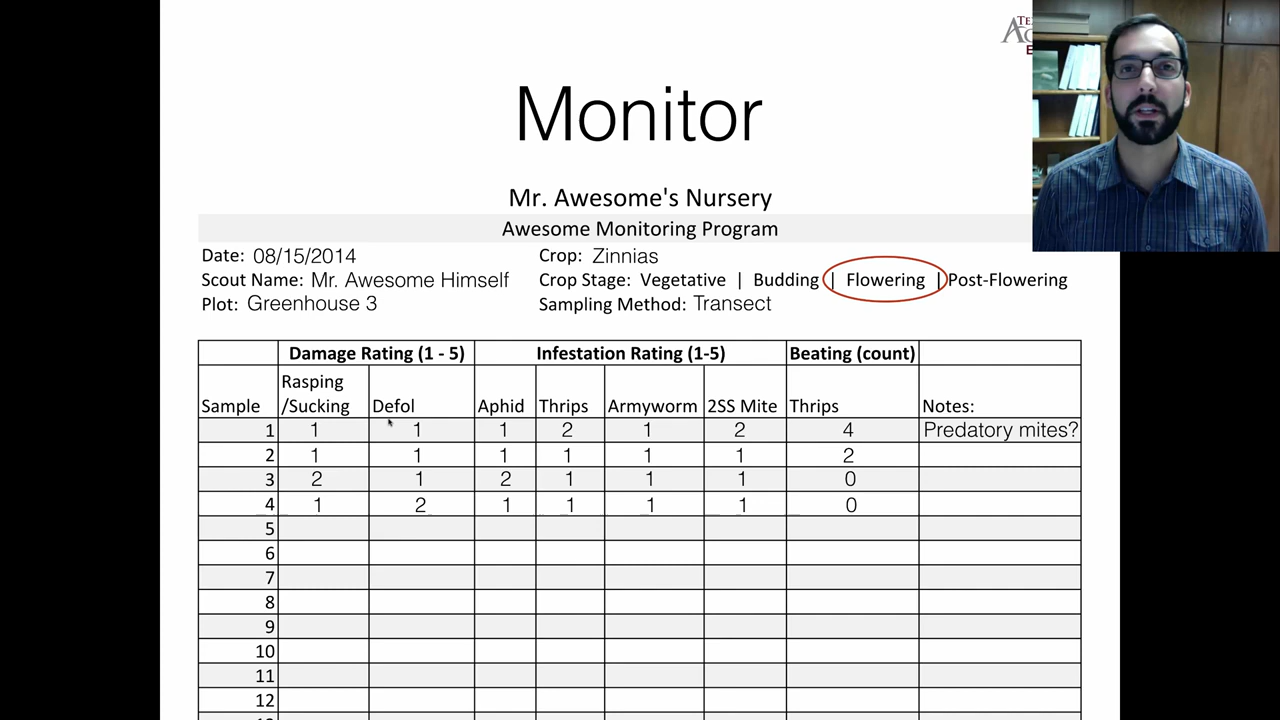 Monitor
Mr. Awesome's Nursery
Awesome Monitoring Program
Date: 08/15/2014 Crop: Zinnias
Scout Name: Mr. Awesome Himself Crop Stage: Vegetative | Budding | Flowering | Post-Flowering
Plot: Greenhouse 3 Sampling Method: Transect
Damage Rating (1 - 5) Infestation Rating (1-5) Beating (count)
Sample Rasping /Sucking Defol Aphid Thrips Armyworm 2SS Mite Thrips Notes:
1 1 1 1 2 1 2 4 Predatory mites?
2 1 1 1 1 1 1 2
3 2 1 2 1 1 1 0
4 1 2 1 1 1 1 0
5
6
7
8
9
10
11
12